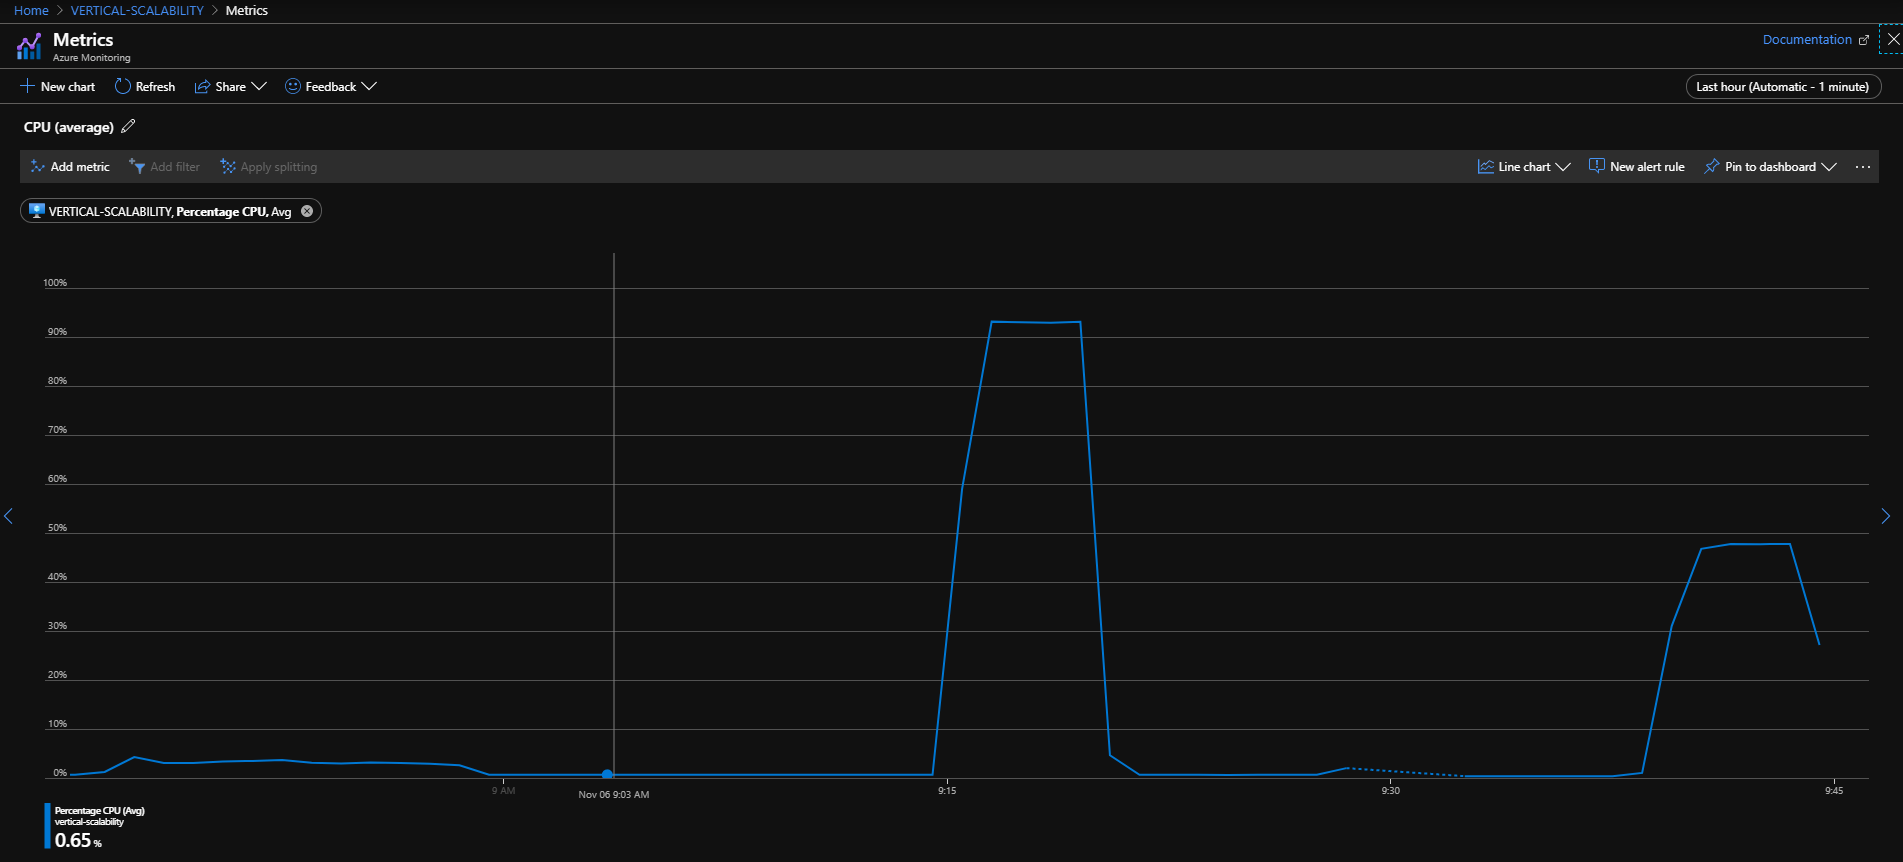 Home > VERTICAL-SCALABILITY > Metrics
Metrics
Azure Monitoring
Documentation
New chart Refresh Share Feedback
Last hour (Automatic - 1 minute)
CPU (average)
Add metric Add filter Apply splitting
Line chart New alert rule Pin to dashboard ...
VERTICAL-SCALABILITY, Percentage CPU, Avg
100%
90%
80%
70%
60%
50%
40%
30%
20%
10%
0%
9 AM Nov 06 9:03 AM 9:15 9:30 9:45
Percentage CPU (Avg)
vertical-scalability
0.65 %